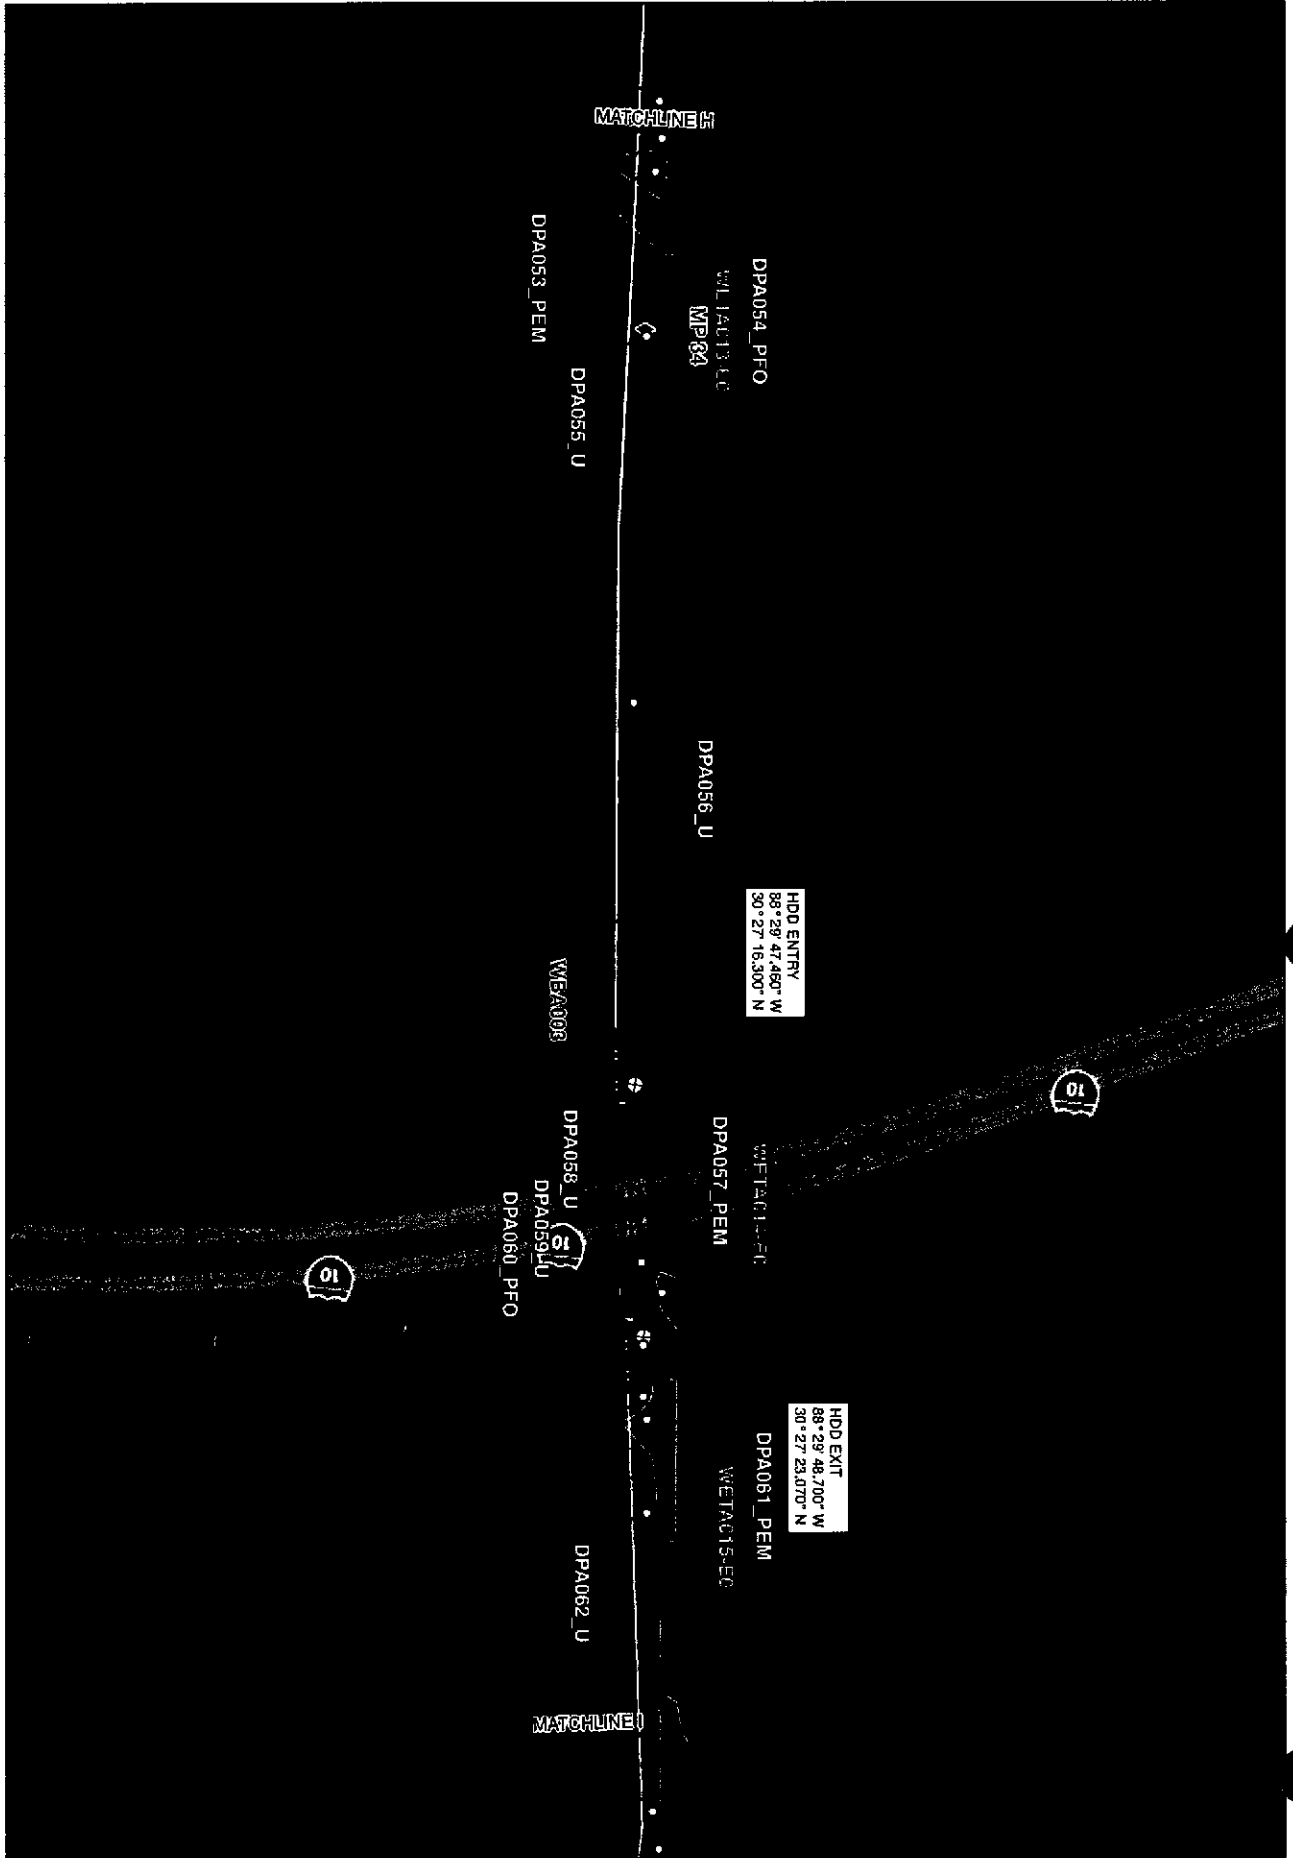 MATCHLINE H
DPA053_PEM
DPA054_PFO
MP 84
DPA055_U
DPA056_U
HDD ENTRY
88° 29' 47.460" W
30° 27' 16.300" N
10
DPA057_PEM
DPA058_U
DPA059_U
DPA060_PFO
10
10
HDD EXIT
88° 29' 48.700" W
30° 27' 23.070" N
DPA061_PEM
WETA015-EC
DPA062_U
MATCHLINE I